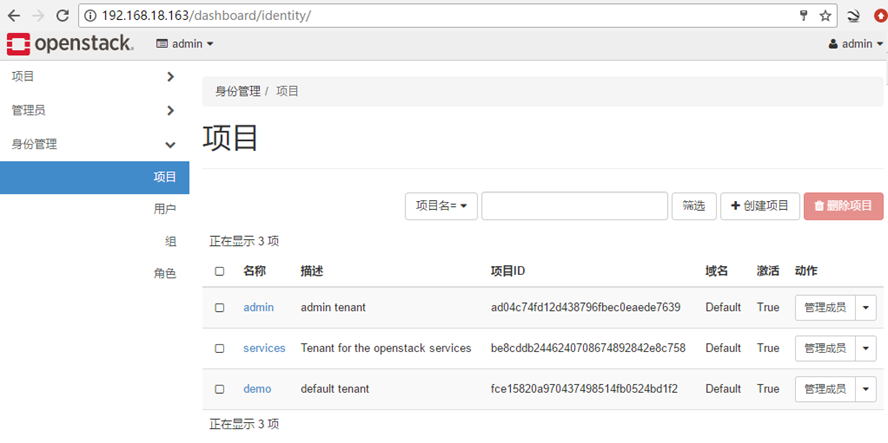 192.168.18.163/dashboard/identity/
openstack. admin admin
项目
管理员
身份管理
项目
用户
组
角色
身份管理 / 项目
项目
项目名= 筛选 创建项目 删除项目
正在显示 3 项
名称 描述 项目ID 域名 激活 动作
admin admin tenant ad04c74fd12d438796fbec0eaede7639 Default True 管理成员
services Tenant for the openstack services be8cddb2446240708674892842e8c758 Default True 管理成员
demo default tenant fce15820a970437498514fb0524bd1f2 Default True 管理成员
正在显示 3 项